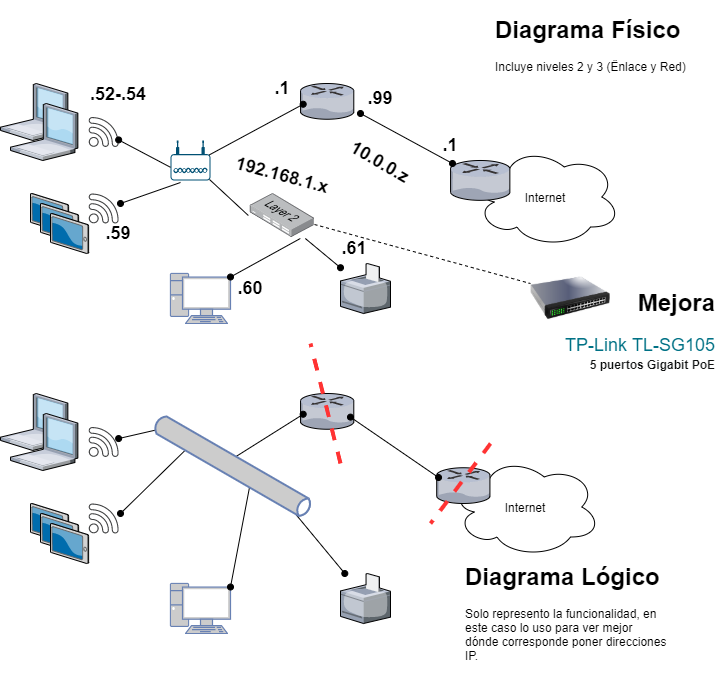 Diagrama Físico
Incluye niveles 2 y 3 (Enlace y Red)
.52-.54
.1
.99
.1
10.0.0.z
192.168.1.x
Internet
Layer 2
.59
.61
.60
Mejora
TP-Link TL-SG105
5 puertos Gigabit PoE
Internet
Diagrama Lógico
Solo represento la funcionalidad, en
este caso lo uso para ver mejor
dónde corresponde poner direcciones
IP.